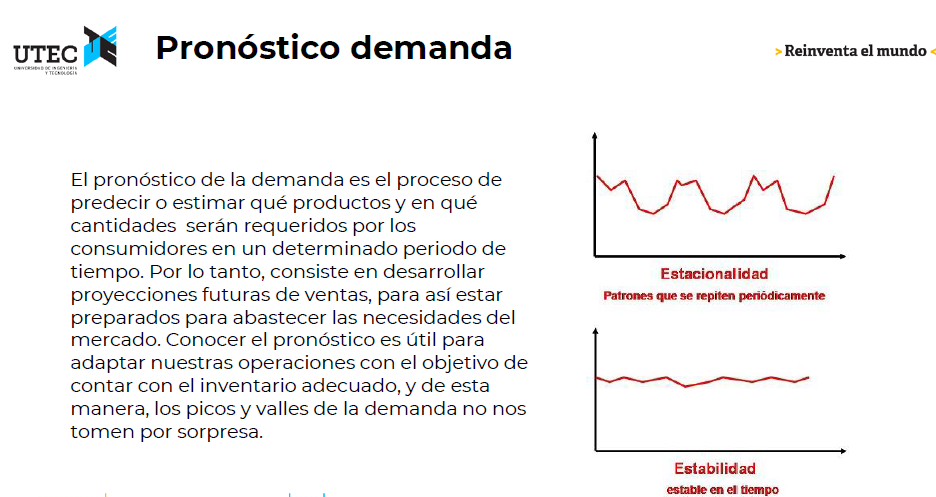 UTEC
UNIVERSIDAD DE INGENIERÍA
Y TECNOLOGÍA
Pronóstico demanda
> Reinventa el mundo <
El pronóstico de la demanda es el proceso de
predecir o estimar qué productos y en qué
cantidades serán requeridos por los
consumidores en un determinado periodo de
tiempo. Por lo tanto, consiste en desarrollar
proyecciones futuras de ventas, para así estar
preparados para abastecer las necesidades del
mercado. Conocer el pronóstico es útil para
adaptar nuestras operaciones con el objetivo de
contar con el inventario adecuado, y de esta
manera, los picos y valles de la demanda no nos
tomen por sorpresa.
Estacionalidad
Patrones que se repiten periódicamente
Estabilidad
estable en el tiempo